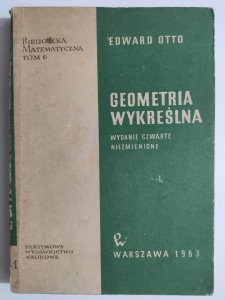 BIBLIOTEKA
MATEMATYCZNA
TOM 6
EDWARD OTTO
GEOMETRIA
WYKREŚLNA
WYDANIE CZWARTE
NIEZMIENIONE
PAŃSTWOWE
WYDAWNICTWO
NAUKOWE
WARSZAWA 1963